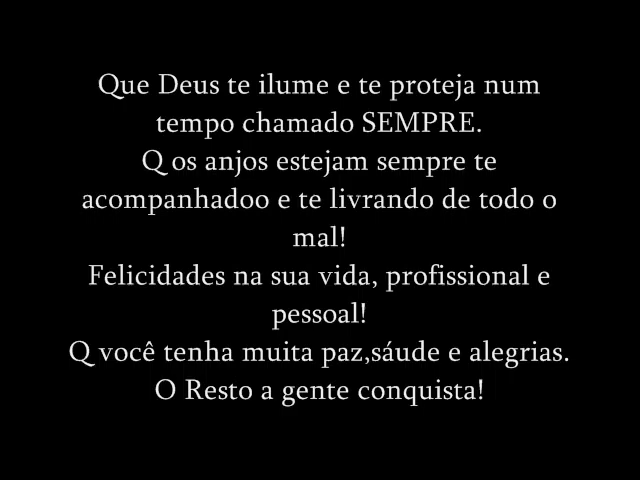 Que Deus te ilume e te proteja num
tempo chamado SEMPRE.
Q os anjos estejam sempre te
acompanhadoo e te livrando de todo o
mal!
Felicidades na sua vida, profissional e
pessoal!
Q você tenha muita paz,sáude e alegrias.
O Resto a gente conquista!